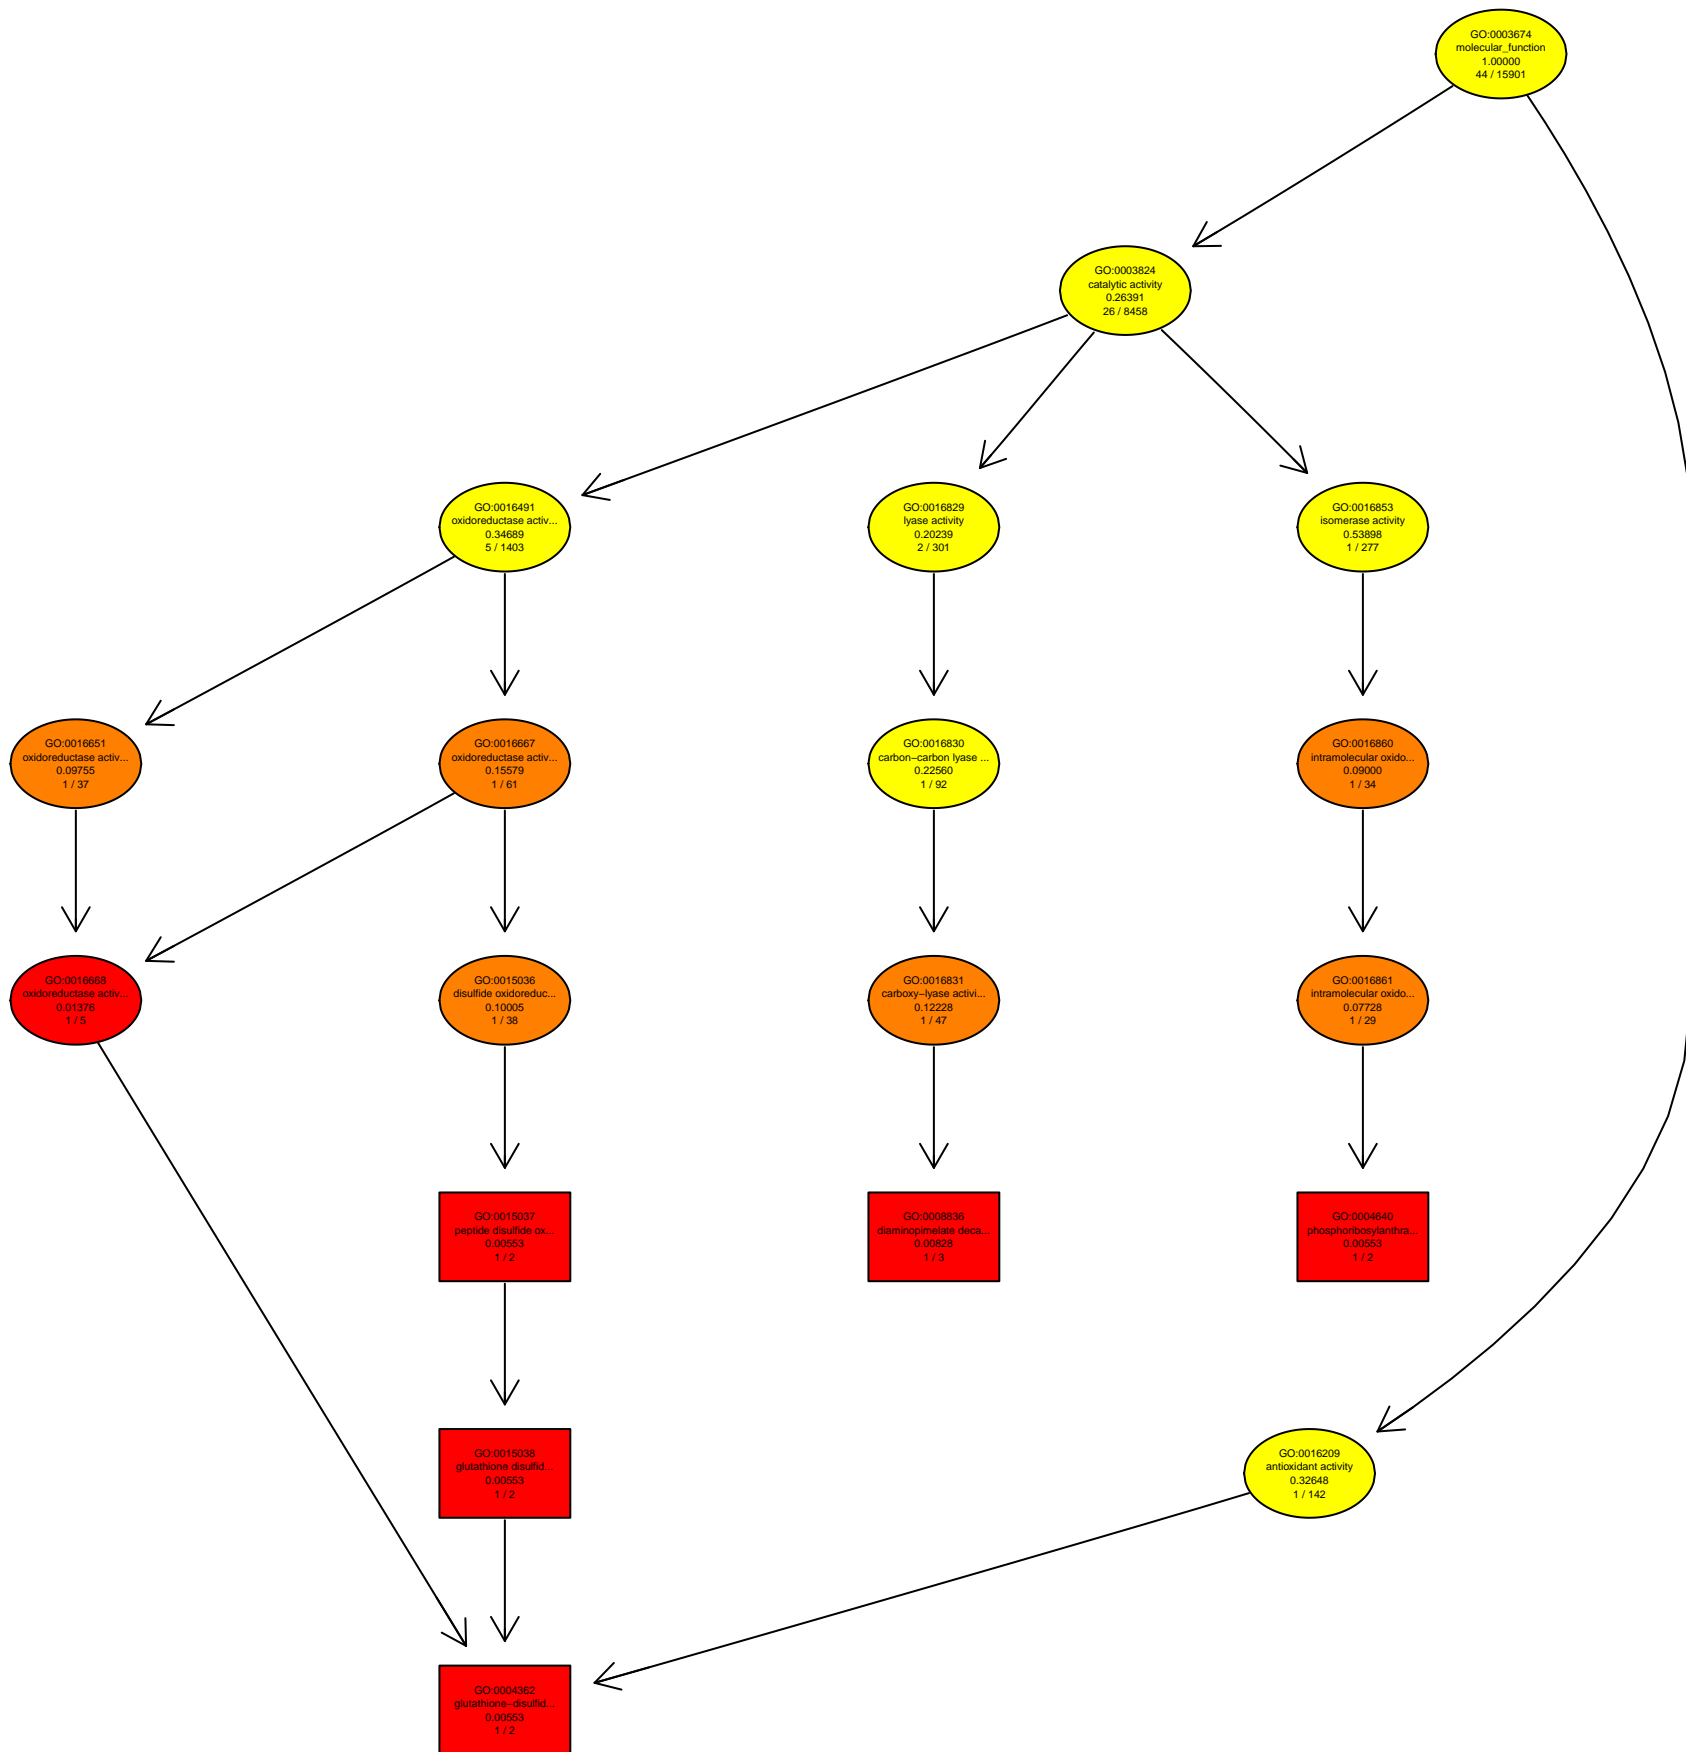 GO:0003674
molecular_function
1.00000
44 / 15901
GO:0003824
catalytic activity
0.26391
26 / 8458
GO:0016491
oxidoreductase activ...
0.34689
5 / 1403
GO:0016829
lyase activity
0.20239
2 / 301
GO:0016853
isomerase activity
0.53898
1 / 277
GO:0016651
oxidoreductase activ...
0.09755
1 / 37
GO:0016667
oxidoreductase activ...
0.15579
1 / 61
GO:0016830
carbon−carbon lyase ...
0.22560
1 / 92
GO:0016860
intramolecular oxido...
0.09000
1 / 34
GO:0016668
oxidoreductase activ...
0.01376
1 / 5
GO:0015036
disulfide oxidoreduc...
0.10005
1 / 38
GO:0016831
carboxy−lyase activi...
0.12228
1 / 47
GO:0016861
intramolecular oxido...
0.07728
1 / 29
GO:0015037
peptide disulfide ox...
0.00553
1 / 2
GO:0008836
diaminopimelate deca...
0.00828
1 / 3
GO:0004640
phosphoribosylanthra...
0.00553
1 / 2
GO:0015038
glutathione disulfid...
0.00553
1 / 2
GO:0016209
antioxidant activity
0.32648
1 / 142
GO:0004362
glutathione−disulfid...
0.00553
1 / 2